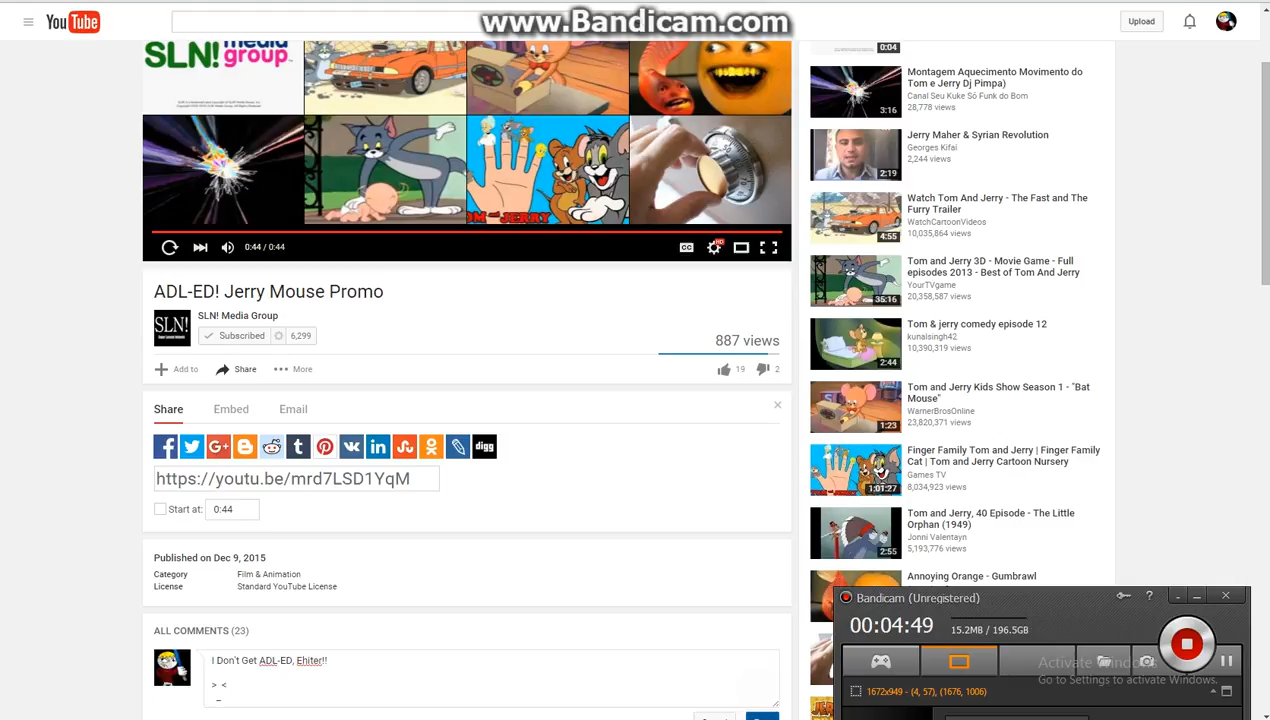 www.Bandicam.com
YouTube
Upload
SLN! media group
TOM AND JERRY
0:44 / 0:44
CC
HD
ADL-ED! Jerry Mouse Promo
SLN!
SLN! Media Group
Subscribed
6,299
887 views
Add to
Share
More
19
2
Share
Embed
Email
digg
https://youtu.be/mrd7LSD1YqM
Start at:
0:44
Published on Dec 9, 2015
Category
Film & Animation
License
Standard YouTube License
ALL COMMENTS (23)
I Don't Get ADL-ED, Ehiter!!
> <
_
0:04
Montagem Aquecimento Movimento do
Tom e Jerry Dj Pimpa)
Canal Seu Kuke Só Funk do Bom
28,778 views
3:16
Jerry Maher & Syrian Revolution
Georges Kifai
2,244 views
2:19
Watch Tom And Jerry - The Fast and The
Furry Trailer
WatchCartoonVideos
10,035,864 views
4:55
Tom and Jerry 3D - Movie Game - Full
episodes 2013 - Best of Tom And Jerry
YourTVgame
20,358,587 views
35:16
Tom & jerry comedy episode 12
kunaisingh42
10,390,319 views
2:44
Tom and Jerry Kids Show Season 1 - "Bat
Mouse"
WarnerBrosOnline
23,820,371 views
1:23
Finger Family Tom and Jerry | Finger Family
Cat | Tom and Jerry Cartoon Nursery
Games TV
8,034,923 views
1:01:27
Tom and Jerry, 40 Episode - The Little
Orphan (1949)
Jonni Valentayn
5,193,776 views
2:55
Annoying Orange - Gumbrawl
Bandicam (Unregistered)
00:04:49
15.2MB / 196.5GB
Activate Windows
Go to Settings to activate Windows.
1672x949 - (4, 57), (1676, 1006)